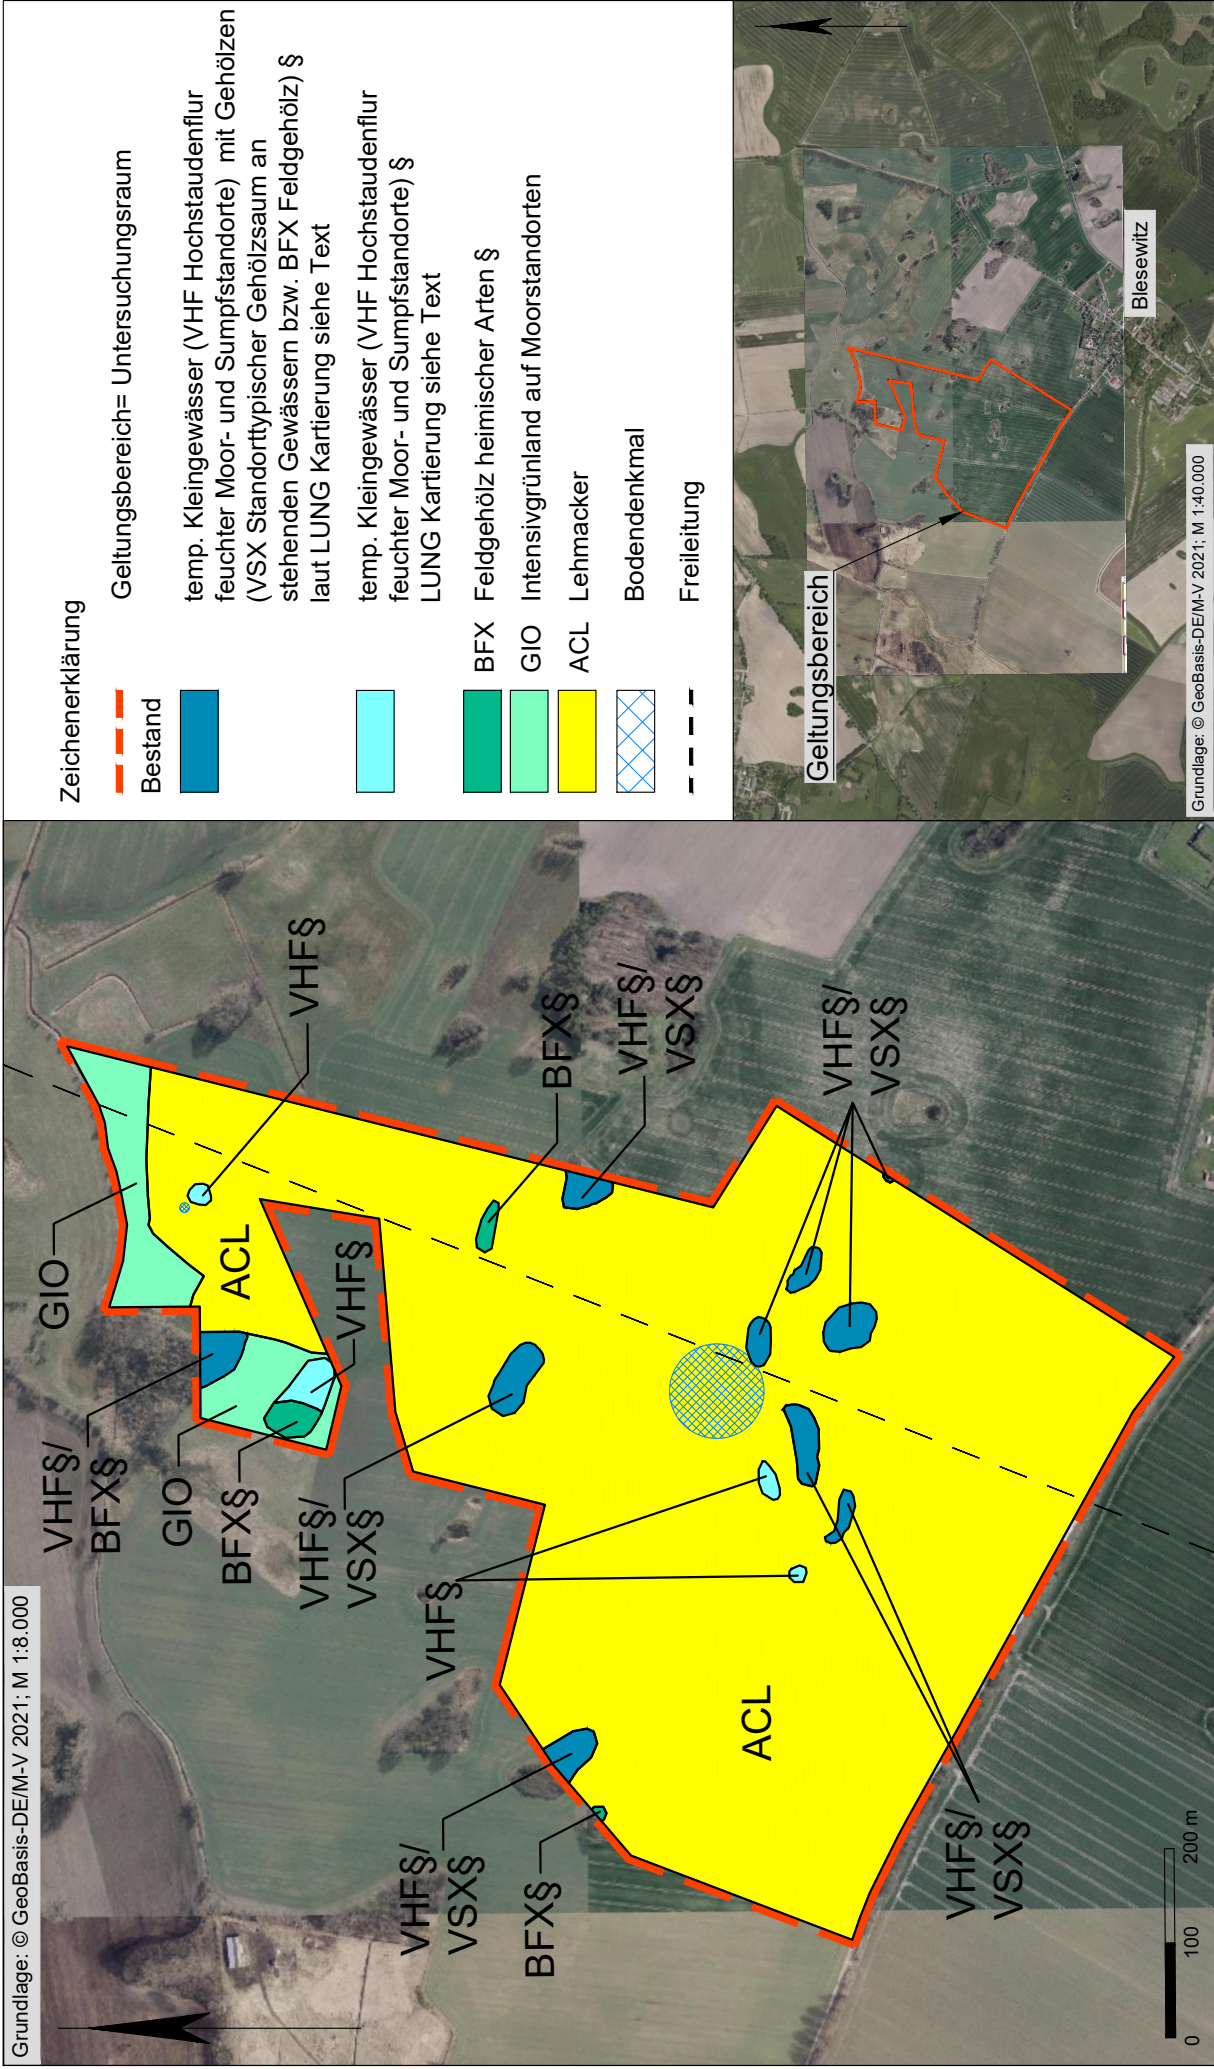 Grundlage: © GeoBasis-DE/M-V 2021; M 1:8.000
GIO
VHF§/
BFX§
GIO
BFX§
VHF§/
VSX§
VHF§
VHF§/
VSX§
BFX§
ACL
VHF§
VHF§
BFX§
VHF§/
VSX§
VHF§/
VSX§
ACL
VHF§/
VSX§
0
100
200 m
Zeichenerklärung
Geltungsbereich= Untersuchungsraum
Bestand
temp. Kleingewässer (VHF Hochstaudenflur
feuchter Moor- und Sumpfstandorte) mit Gehölzen
(VSX Standorttypischer Gehölzsaum an
stehenden Gewässern bzw. BFX Feldgehölz) §
laut LUNG Kartierung siehe Text
temp. Kleingewässer (VHF Hochstaudenflur
feuchter Moor- und Sumpfstandorte) §
LUNG Kartierung siehe Text
BFX Feldgehölz heimischer Arten §
GIO Intensivgrünland auf Moorstandorten
ACL Lehmacker
Bodendenkmal
Freileitung
Geltungsbereich
Blesewitz
Grundlage: © GeoBasis-DE/M-V 2021; M 1:40.000